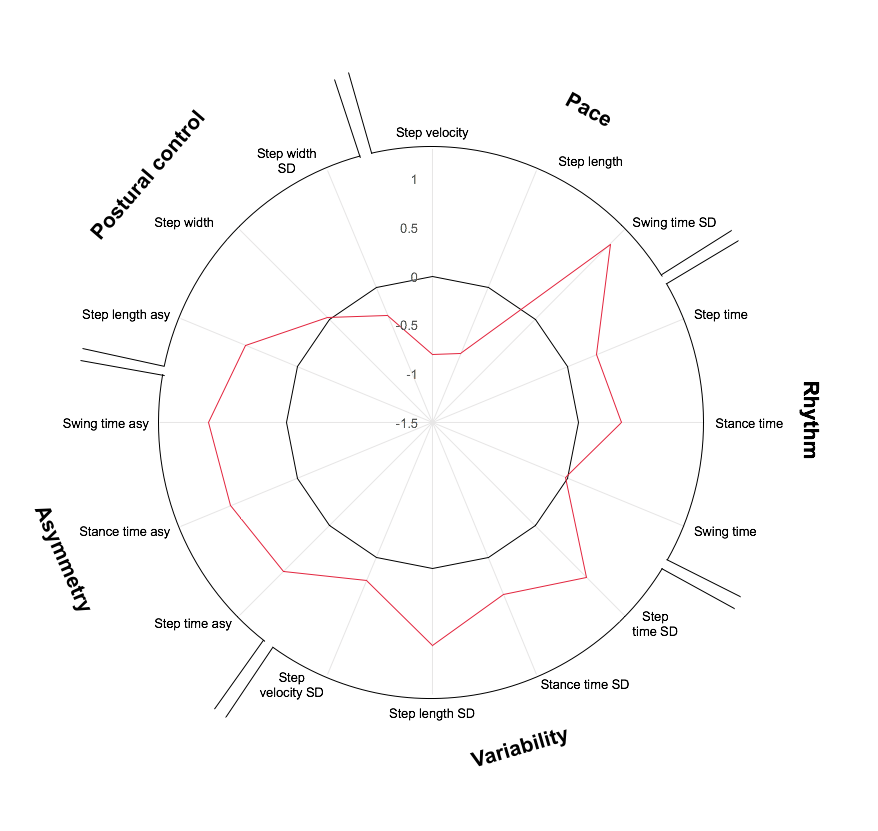 Pace
Postural control
Step velocity
Step width
SD
Step length
Step width
Swing time SD
1
0.5
0
-0.5
-1
-1.5
Step length asy
Step time
Swing time asy
Stance time
Rhythm
Stance time asy
Swing time
Asymmetry
Step time asy
Step
time SD
Step
velocity SD
Stance time SD
Step length SD
Variability